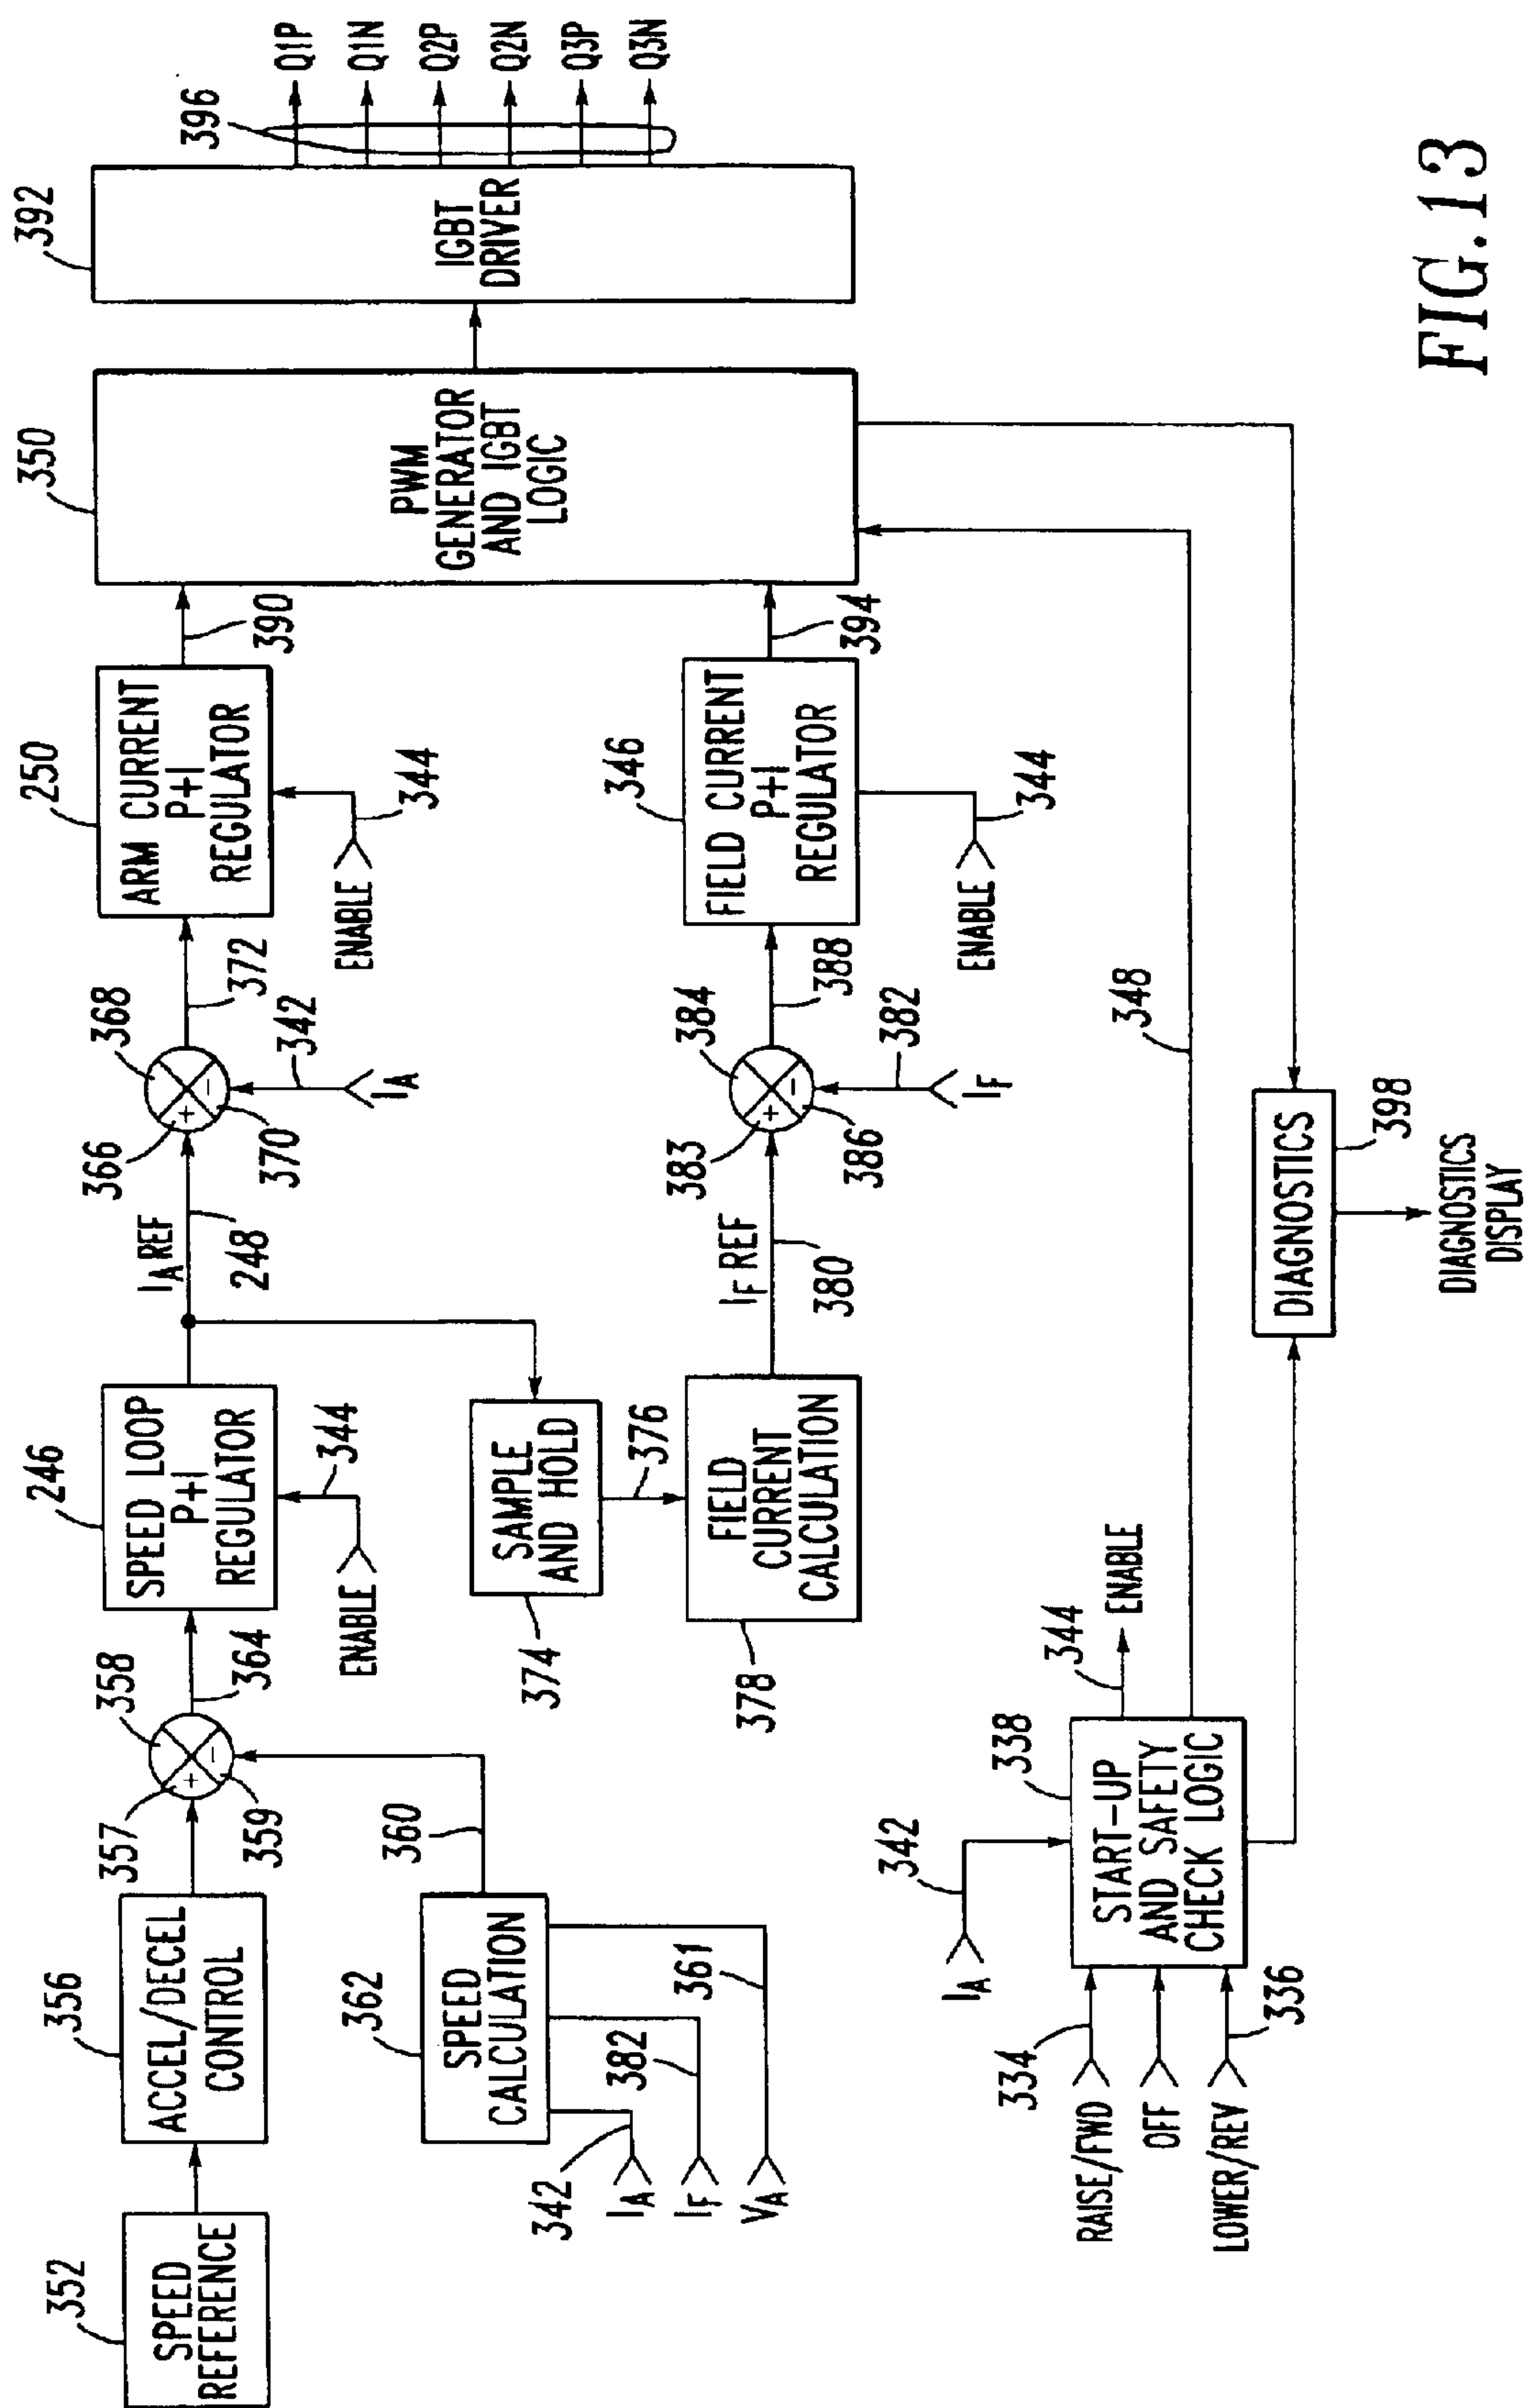 352
SPEED
REFERENCE
356
ACCEL/DECEL
CONTROL
357
+
358
-
359
364
246
SPEED LOOP
P+I
REGULATOR
344
ENABLE
IA REF
248
366
+
368
-
370
372
342
IA
250
ARM CURRENT
P+I
REGULATOR
344
ENABLE
390
350
PWM
GENERATOR
AND IGBT
LOGIC
392
IGBT
DRIVER
396
Q1P
Q1N
Q2P
Q2N
Q3P
Q3N
362
SPEED
CALCULATION
360
342
IA
382
IF
361
VA
374
SAMPLE
AND HOLD
376
378
FIELD
CURRENT
CALCULATION
IF REF
380
383
+
384
-
386
388
382
IF
346
FIELD CURRENT
P+I
REGULATOR
344
ENABLE
394
342
IA
338
START-UP
AND SAFETY
CHECK LOGIC
334
RAISE/FWD
OFF
LOWER/REV
336
344
ENABLE
348
DIAGNOSTICS
398
DIAGNOSTICS
DISPLAY
FIG.13